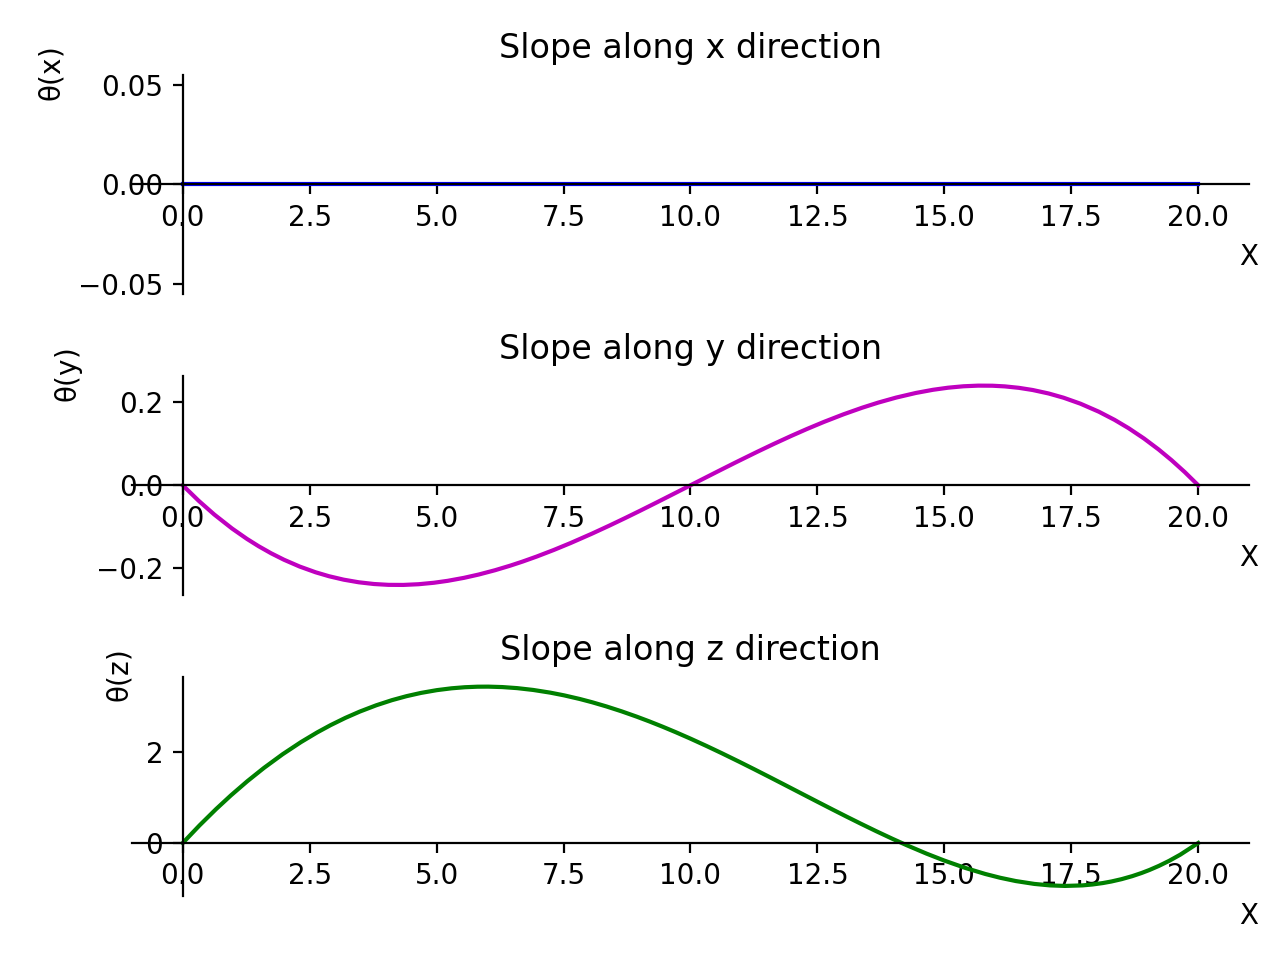 Slope along x direction
θ(x)
0.05
0.00
−0.05
0.0 2.5 5.0 7.5 10.0 12.5 15.0 17.5 20.0
X
Slope along y direction
θ(y)
0.2
0.0
−0.2
0.0 2.5 5.0 7.5 10.0 12.5 15.0 17.5 20.0
X
Slope along z direction
θ(z)
2
0
0.0 2.5 5.0 7.5 10.0 12.5 15.0 17.5 20.0
X